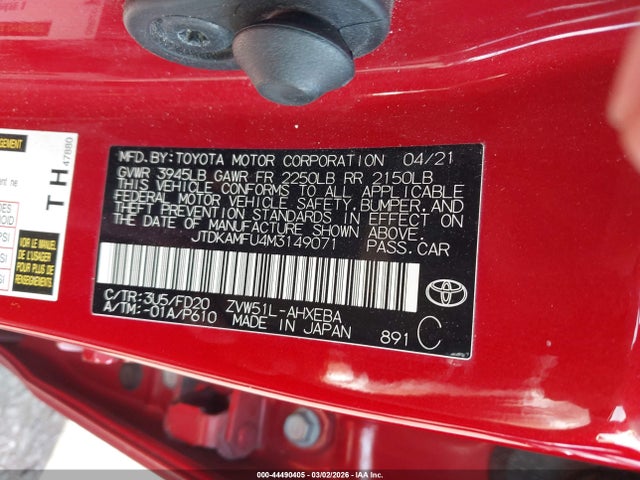 MFD. BY: TOYOTA MOTOR CORPORATION 04/21
GVWR 3945LB GAWR FR 2250LB RR 2150LB
THIS VEHICLE CONFORMS TO ALL APPLICABLE
FEDERAL MOTOR VEHICLE SAFETY, BUMPER, AND
THEFT PREVENTION STANDARDS IN EFFECT ON
THE DATE OF MANUFACTURE SHOWN ABOVE.
JTDKAMFU4M3149071 PASS. CAR
C/TR: 3U5/FD20 ZVW51L-AHXEBA
A/TM: -01A/P610 MADE IN JAPAN
891 C
TH
47880
000-44490405 - 03/02/2026 - IAAI.COM